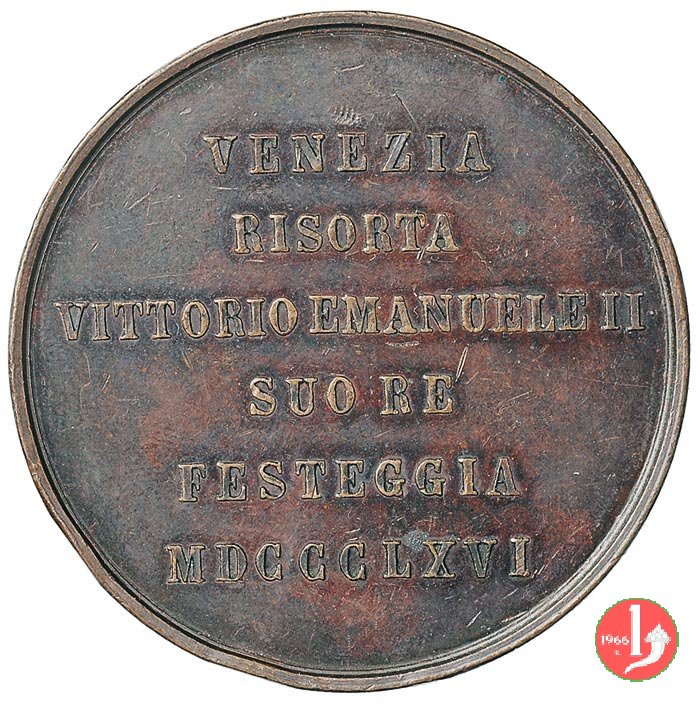 VENEZIA
RISORTA
VITTORIO EMANUELE II
SUO RE
FESTEGGIA
MDCCCLXVI
1966
R